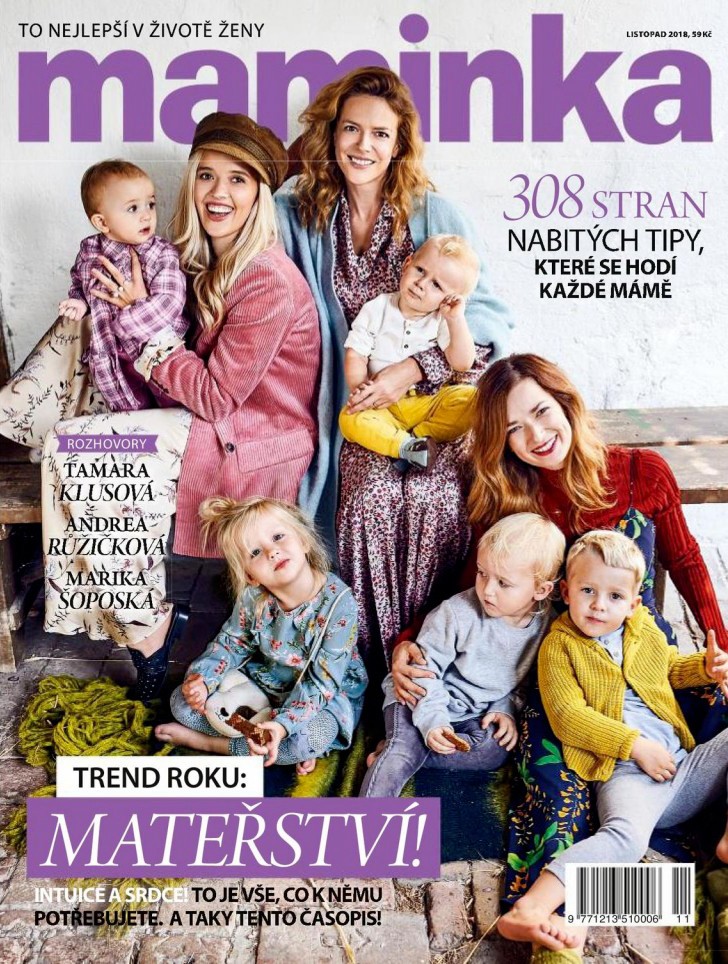 TO NEJLEPŠÍ V ŽIVOTĚ ŽENY
LISTOPAD 2018, 59 Kč
maminka
308 STRAN
NABITÝCH TIPY,
KTERÉ SE HODÍ
KAŽDÉ MÁMĚ
ROZHOVORY
TAMARA
KLUSOVÁ
ANDREA
RŮŽIČKOVÁ
MARIKA
ŠOPOSKÁ
TREND ROKU:
MATEŘSTVÍ!
INTUICE A SRDCE! TO JE VŠE, CO K NĚMU
POTŘEBUJETE. A TAKY TENTO ČASOPIS!
9 771213 510006
11